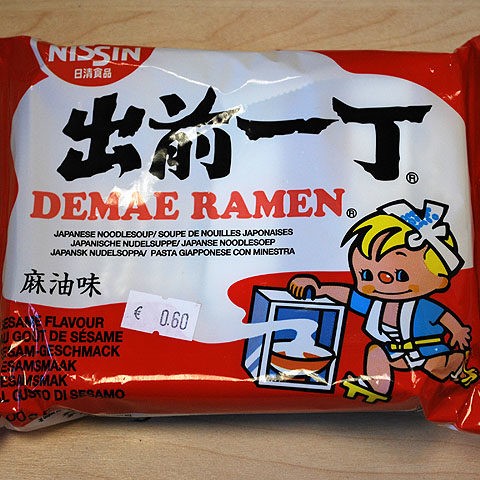 NISSIN
日清食品
出前一丁®
DEMAE RAMEN®
JAPANESE NOODLESOUP/ SOUPE DE NOUILLES JAPONAISES
JAPANISCHE NUDELSUPPE/ JAPANSE NOODLESOEP
JAPANSK NUDELSOPPA/ PASTA GIAPPONESE CON MINESTRA
麻油味
€ 0.60
SESAME FLAVOUR
AU GOÛT DE SÉSAME
SESAM-GESCHMACK
SESAMSMAAK
SESAMSMAK
AL GUSTO DI SESAMO